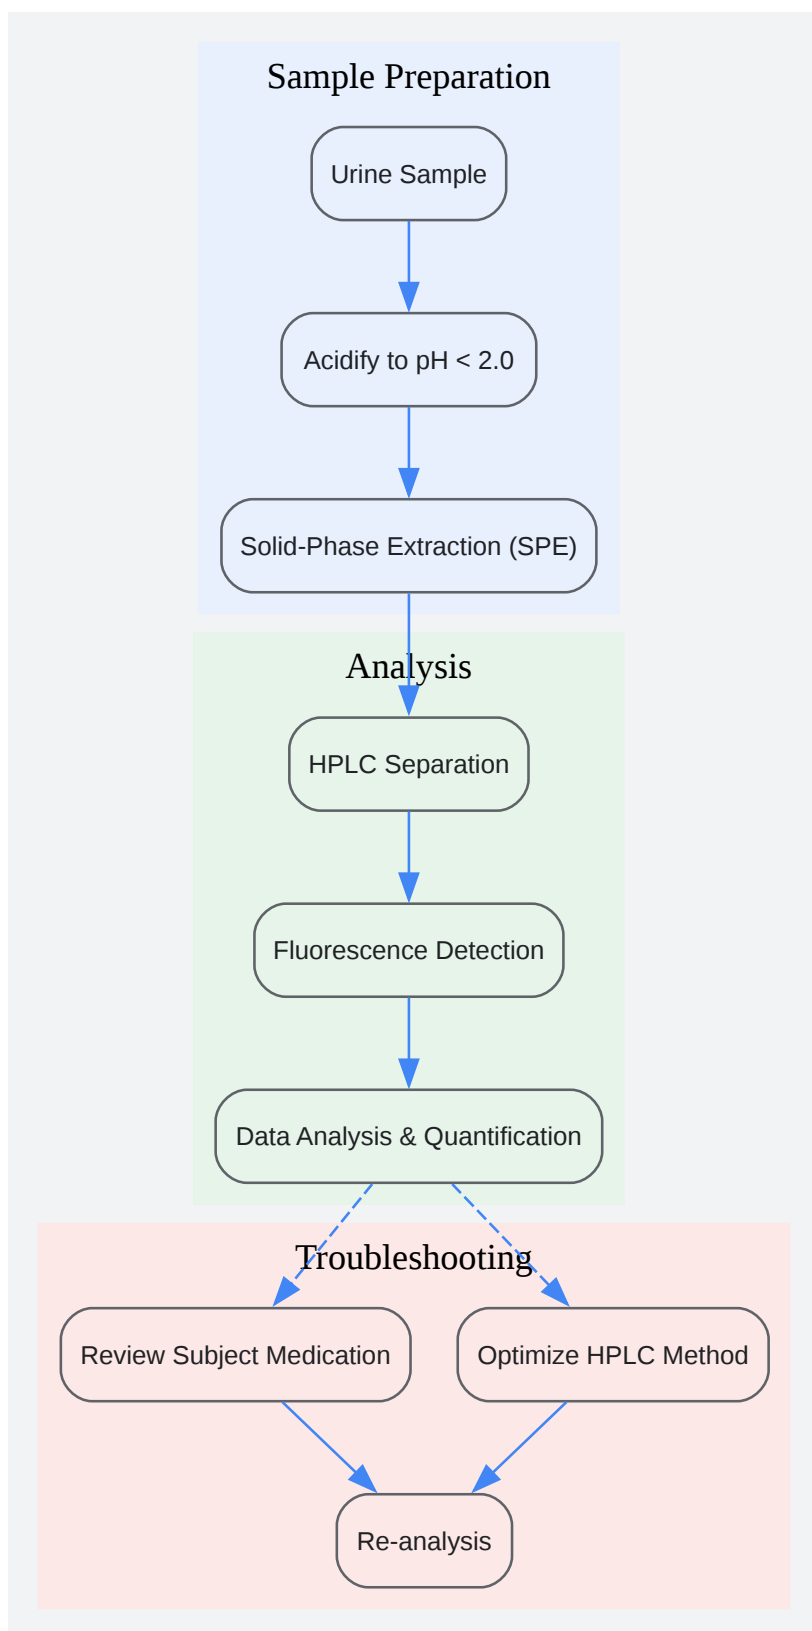 Sample Preparation
Urine Sample
Acidify to pH < 2.0
Solid-Phase Extraction (SPE)
Analysis
HPLC Separation
Fluorescence Detection
Data Analysis & Quantification
Troubleshooting
Review Subject Medication
Optimize HPLC Method
Re-analysis